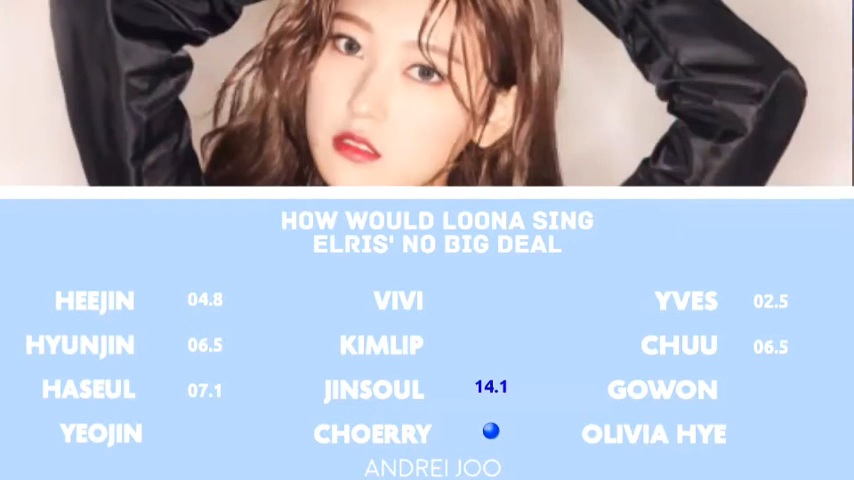 HOW WOULD LOONA SING
ELRIS' NO BIG DEAL
HEEJIN 04.8 VIVI YVES 02.5
HYUNJIN 06.5 KIMLIP CHUU 06.5
HASEUL 07.1 JINSOUL 14.1 GOWON
YEOJIN CHOERRY OLIVIA HYE
ANDREI JOO